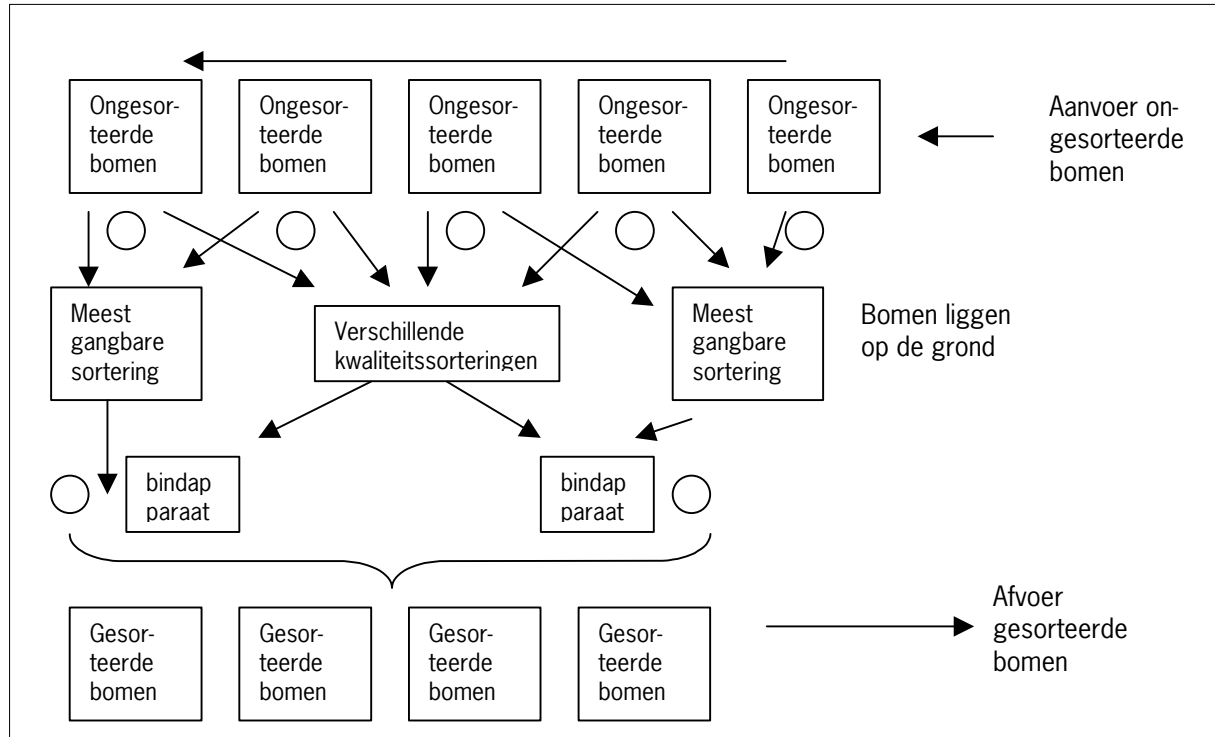 Ongesor-
teerde
bomen
Ongesor-
teerde
bomen
Ongesor-
teerde
bomen
Ongesor-
teerde
bomen
Ongesor-
teerde
bomen
Aanvoer on-
gesorteerde
bomen
Meest
gangbare
sortering
Verschillende
kwaliteitssorteringen
Meest
gangbare
sortering
Bomen liggen
op de grond
bindap
paraat
bindap
paraat
Gesor-
teerde
bomen
Gesor-
teerde
bomen
Gesor-
teerde
bomen
Gesor-
teerde
bomen
Afvoer
gesorteerde
bomen